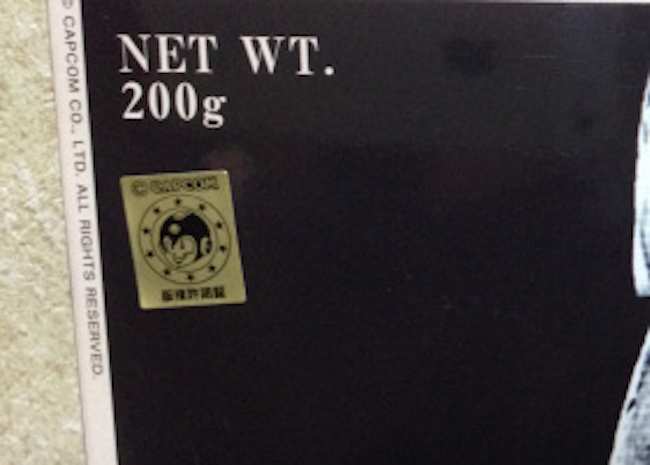 © CAPCOM CO., LTD. ALL RIGHTS RESERVED.
NET WT.
200g
© CAPCOM
版権許諾証